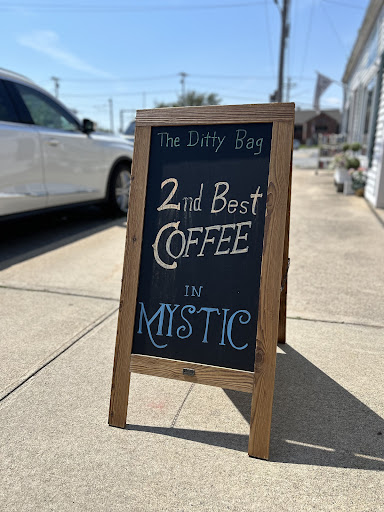 The Ditty Bag
2nd Best
COFFEE
IN
MYSTIC